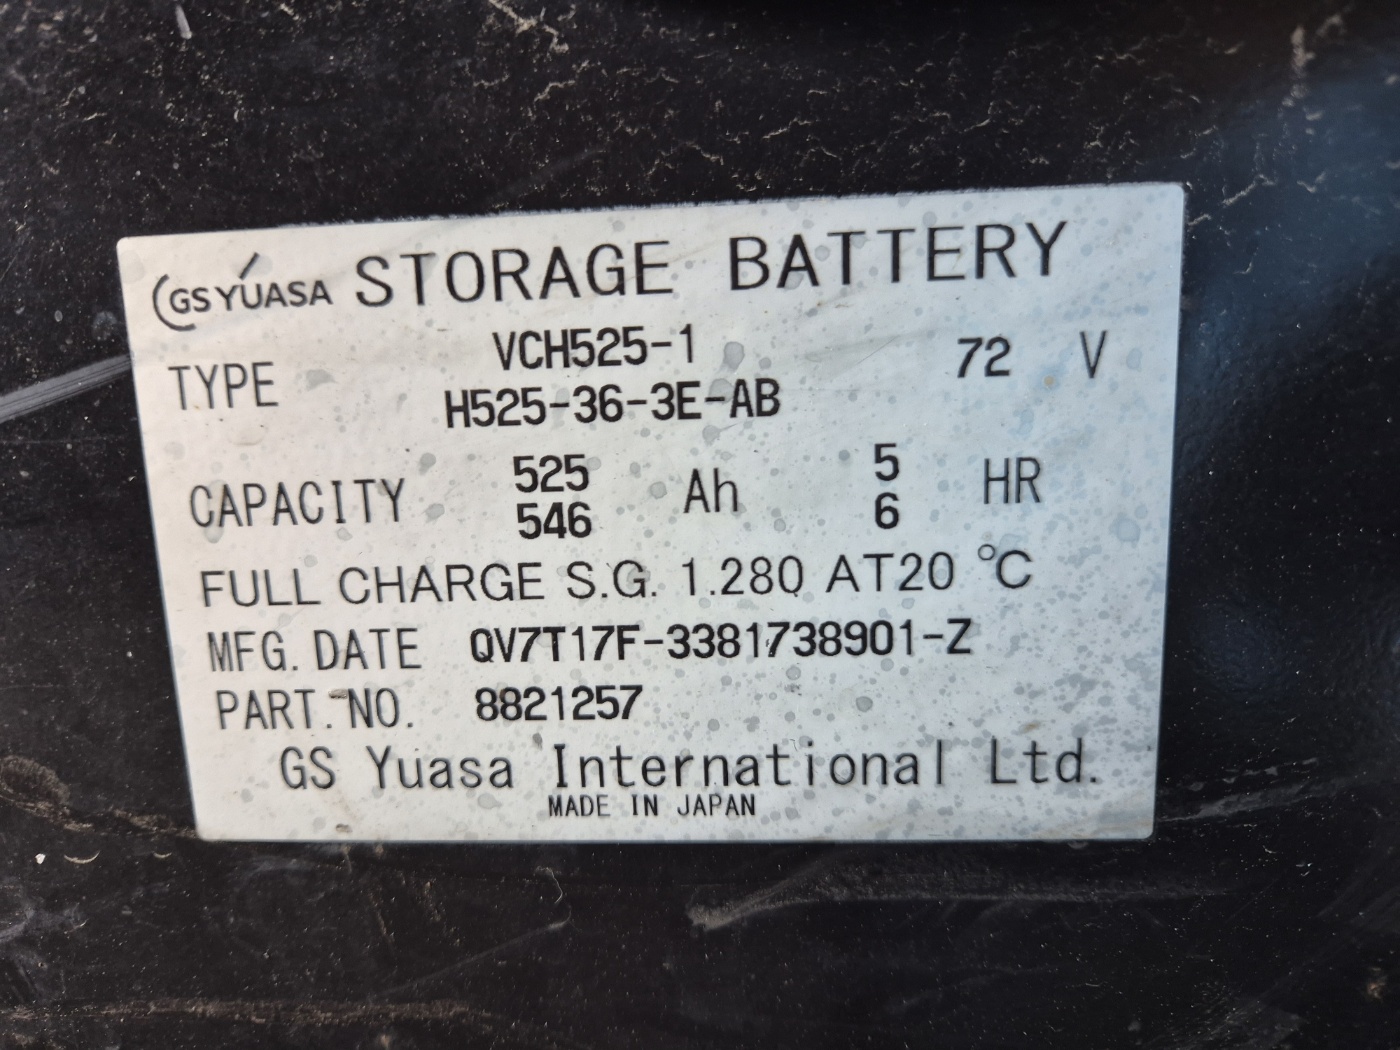 GS YUASA STORAGE BATTERY
TYPE VCH525-1 72 V
H525-36-3E-AB
CAPACITY 525 Ah 5 HR
546 6
FULL CHARGE S.G. 1.280 AT20 °C
MFG. DATE QV7T17F-3381738901-Z
PART. NO. 8821257
GS Yuasa International Ltd.
MADE IN JAPAN